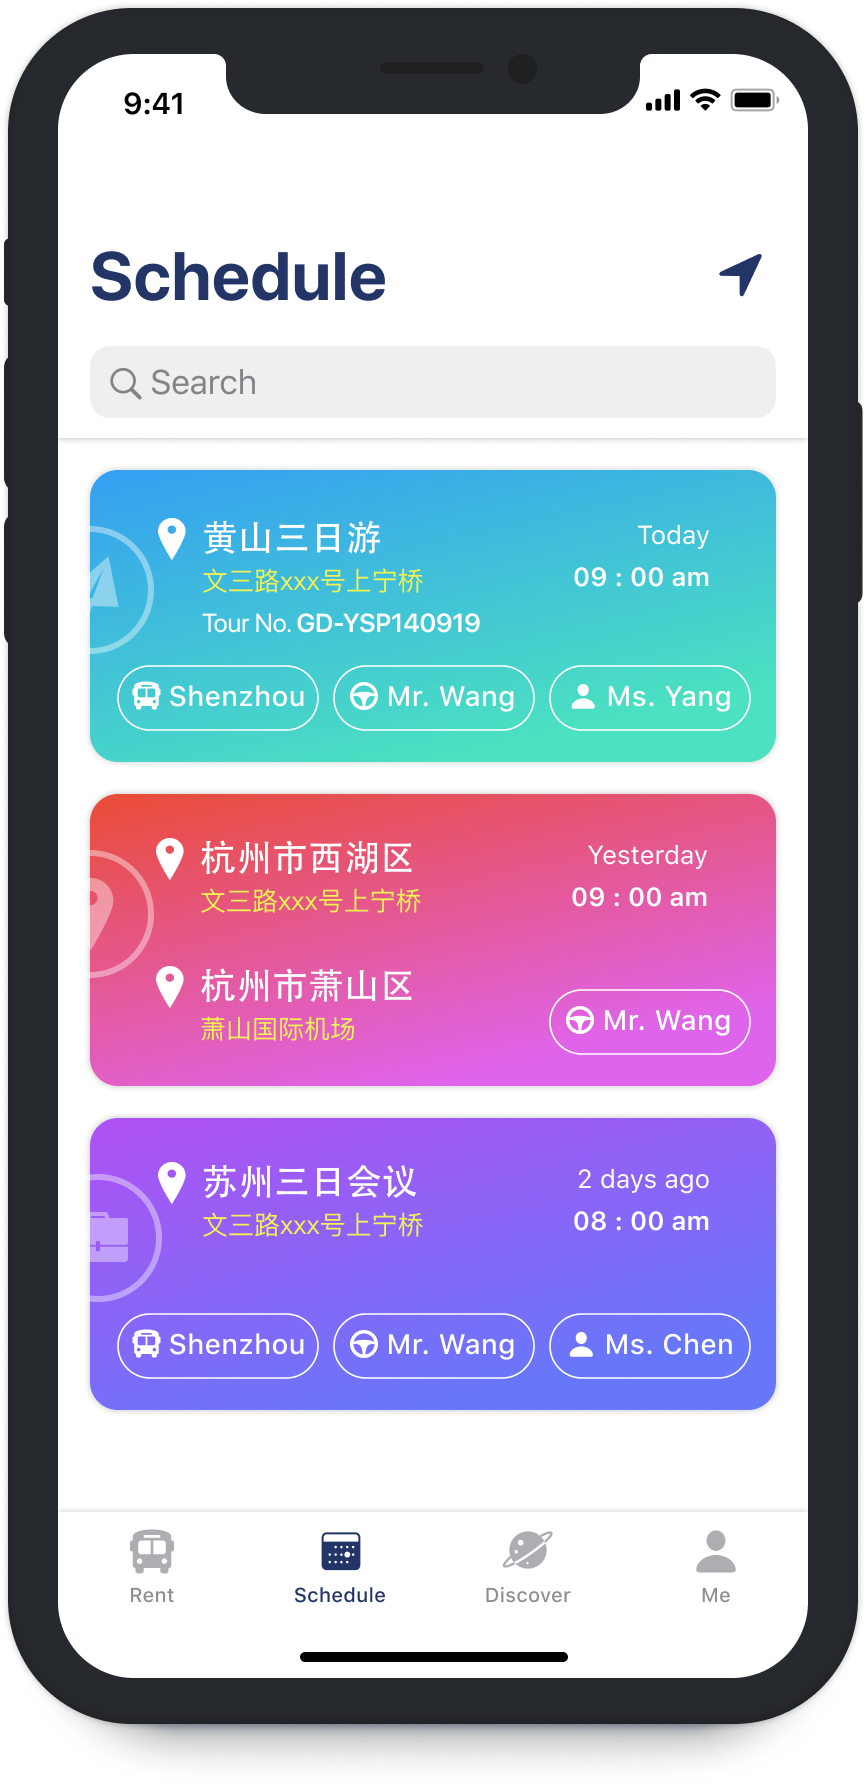 9:41
Schedule
Search
黄山三日游
Today
文三路xxx号上宁桥
09 : 00 am
Tour No. GD-YSP140919
Shenzhou
Mr. Wang
Ms. Yang
杭州市西湖区
Yesterday
文三路xxx号上宁桥
09 : 00 am
杭州市萧山区
萧山国际机场
Mr. Wang
苏州三日会议
2 days ago
文三路xxx号上宁桥
08 : 00 am
Shenzhou
Mr. Wang
Ms. Chen
Rent
Schedule
Discover
Me